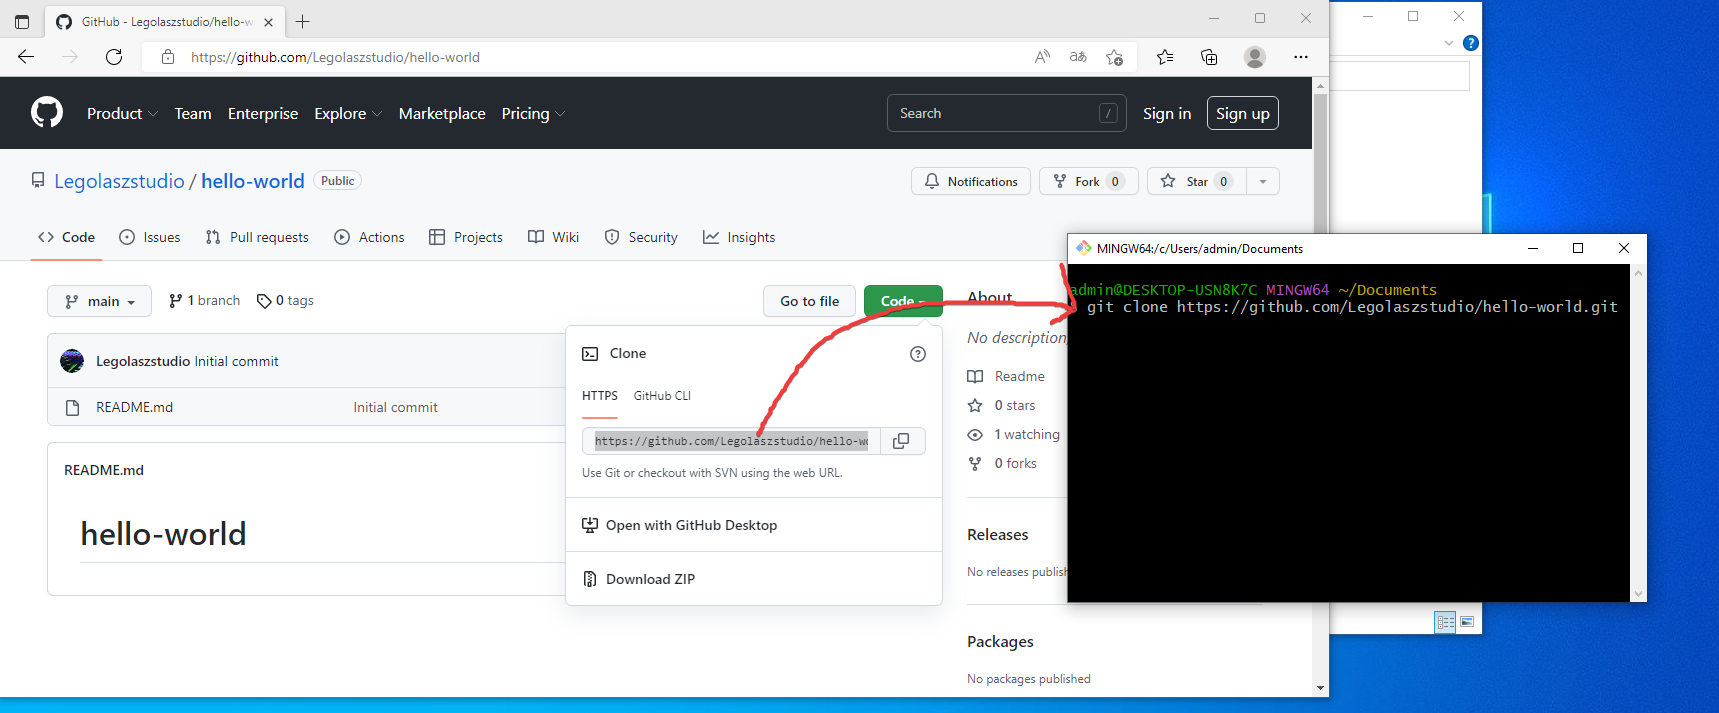 GitHub - Legolaszstudio/hello-w
https://github.com/Legolaszstudio/hello-world
Product Team Enterprise Explore Marketplace Pricing
Search /
Sign in Sign up
Legolaszstudio / hello-world Public
Notifications Fork 0 Star 0
Code Issues Pull requests Actions Projects Wiki Security Insights
main 1 branch 0 tags
Go to file Code
Legolaszstudio Initial commit
README.md Initial commit
README.md
hello-world
Clone
HTTPS GitHub CLI
https://github.com/Legolaszstudio/hello-wo
Use Git or checkout with SVN using the web URL.
Open with GitHub Desktop
Download ZIP
About
No description,
Readme
0 stars
1 watching
0 forks
Releases
No releases publish
Packages
No packages published
MINGW64:/c/Users/admin/Documents
admin@DESKTOP-USN8K7C MINGW64 ~/Documents
git clone https://github.com/Legolaszstudio/hello-world.git